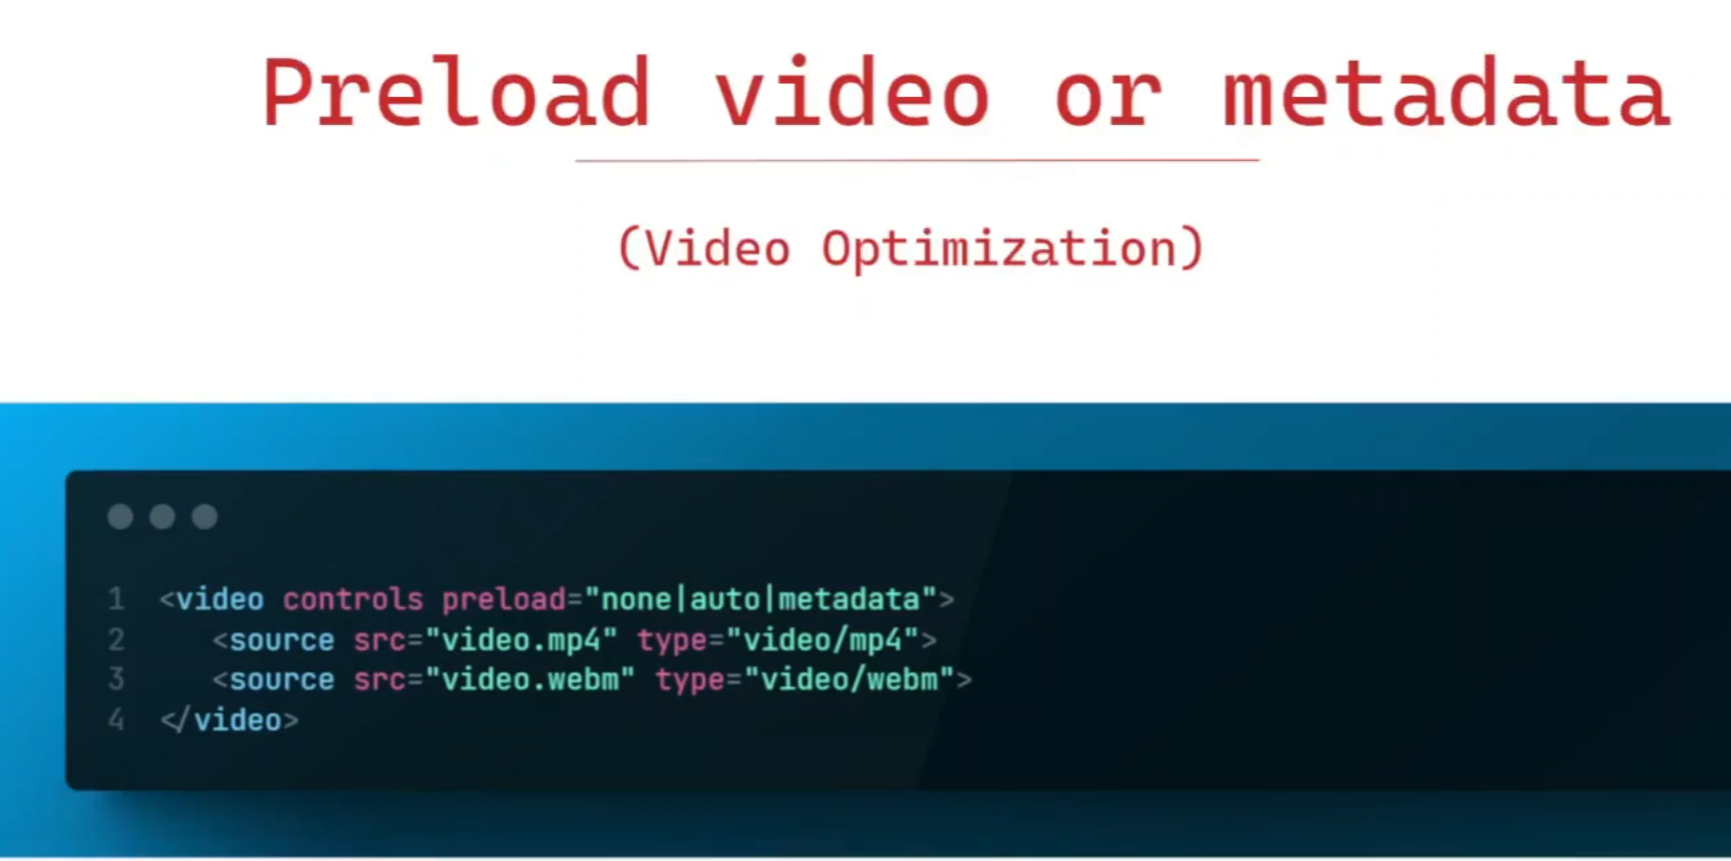 Preload video or metadata
(Video Optimization)
1 <video controls preload="none|auto|metadata">
2 <source src="video.mp4" type="video/mp4">
3 <source src="video.webm" type="video/webm">
4 </video>